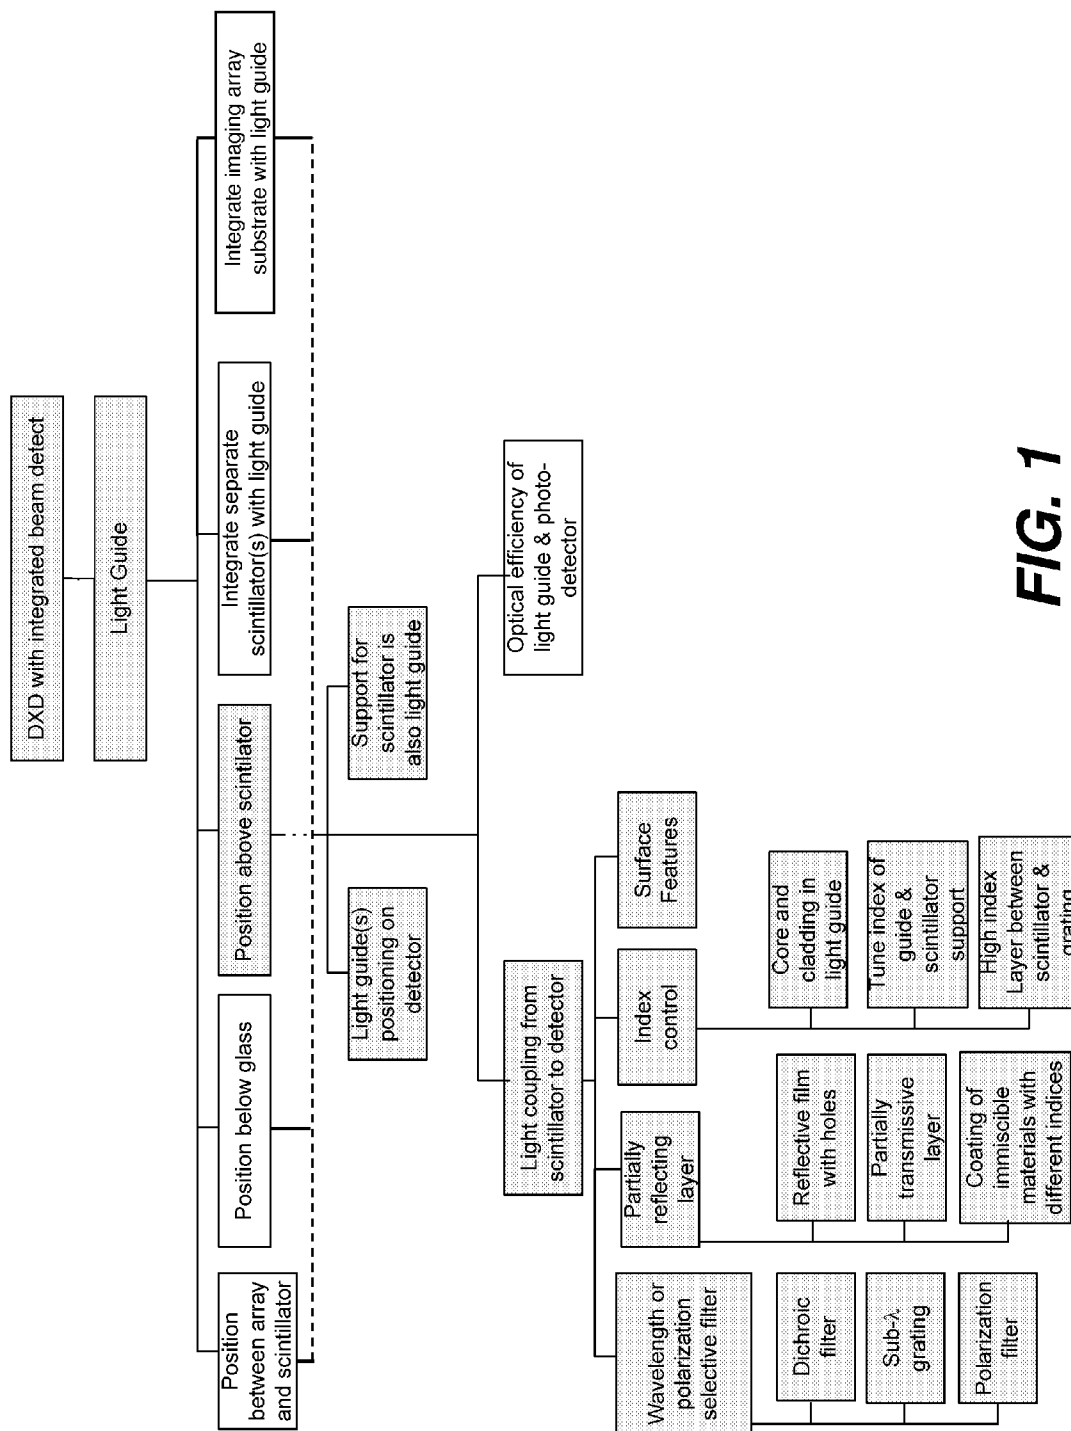 DXD with integrated beam detect
Light Guide
Position
between array
and scintillator
Position below glass
Position above scintilator
Integrate separate
scintillator(s) with light guide
Integrate imaging array
substrate with light guide
Light guide(s)
positioning on
detector
Support for
scintillator is
also light guide
Light coupling from
scintillator to detector
Optical efficiency of
light guide & photo-
detector
Wavelength or
polarization
selective filter
Partially
reflecting
layer
Index
control
Surface
Features
Dichroic
filter
Sub-λ
grating
Polarization
filter
Reflective film
with holes
Partially
transmissive
layer
Coating of
immiscible
materials with
different indices
Core and
cladding in
light guide
Tune index of
guide &
scintillator
support
High index
Layer between
scintillator &
grating
FIG. 1